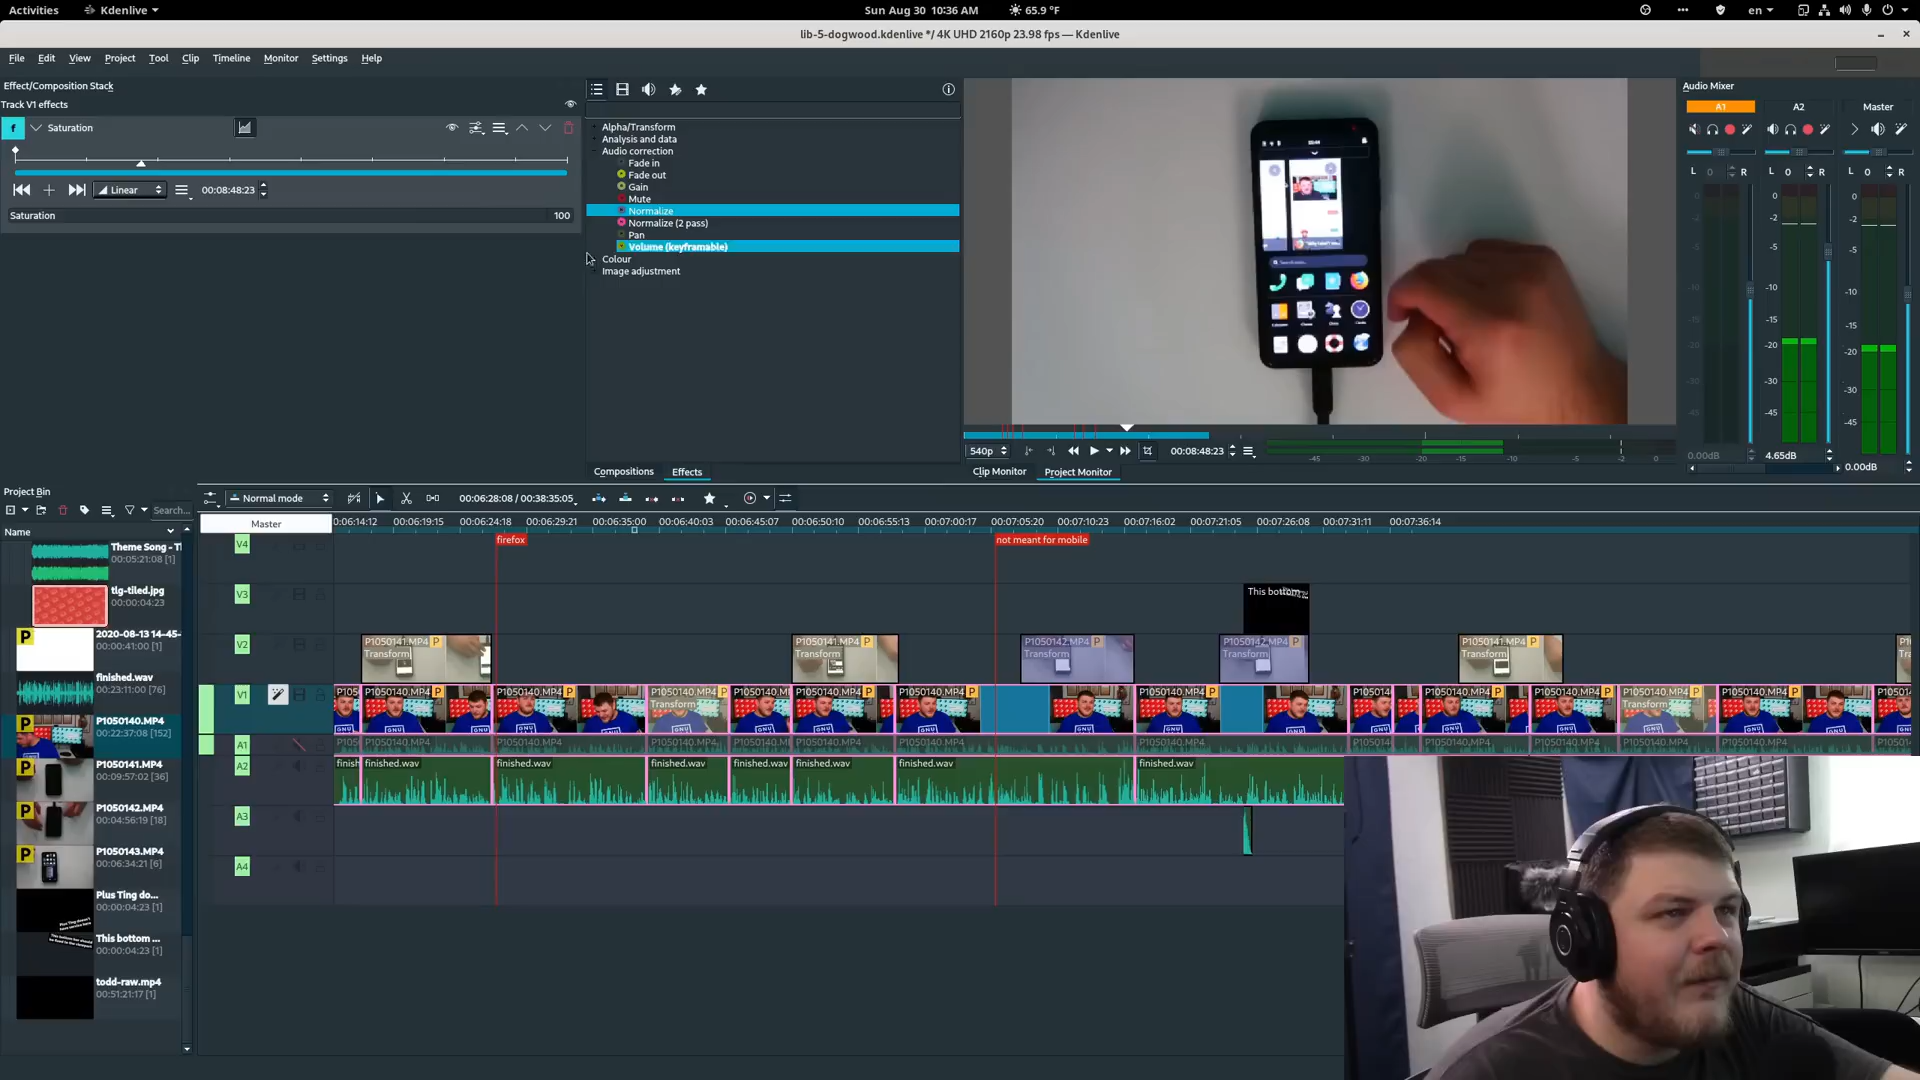 Activities
Kdenlive
Sun Aug 30 10:36 AM
65.9 °F
en
lib-5-dogwood.kdenlive */ 4K UHD 2160p 23.98 fps — Kdenlive
File Edit View Project Tool Clip Timeline Monitor Settings Help
Effect/Composition Stack
Track V1 effects
Saturation
Linear
00:08:48:23
Saturation 100
Alpha/Transform
Analysis and data
Audio correction
Fade in
Fade out
Gain
Mute
Normalize
Normalize (2 pass)
Pan
Volume (keyframable)
Colour
Image adjustment
Compositions Effects
540p
00:08:48:23
-45 -30 -20 -15 -10 -5 -2 0
Clip Monitor Project Monitor
Audio Mixer
A1 A2 Master
L 0 R L 0 R L 0 R
0.00dB 4.65dB 0.00dB
Project Bin
Search...
Name
Theme Song - T
00:05:21:08 [1]
tlg-tiled.jpg
00:00:04:23
2020-08-13 14-45-
00:00:41:00 [1]
finished.wav
00:23:11:00 [76]
P1050140.MP4
00:22:37:08 [152]
P1050141.MP4
00:09:57:02 [36]
P1050142.MP4
00:04:56:19 [18]
P1050143.MP4
00:06:34:21 [6]
Plus Ting do...
00:00:04:23 [1]
This bottom ...
00:00:04:23 [1]
todd-raw.mp4
00:51:21:17 [1]
Normal mode
00:06:28:08 / 00:38:35:05
Master
0:06:14:12 00:06:19:15 00:06:24:18 00:06:29:21 00:06:35:00 00:06:40:03 00:06:45:07 00:06:50:10 00:06:55:13 00:07:00:17 00:07:05:20 00:07:10:23 00:07:16:02 00:07:21:05 00:07:26:08 00:07:31:11 00:07:36:14
V4
firefox
not meant for mobile
V3
This bottom
V2
P1050141.MP4 P
Transform
P1050141.MP4 P
Transform
P1050142.MP4 P
Transform
P1050142.MP4 P
Transform
P1050141.MP4 P
Transform
V1
P105 P1050140.MP4 P1050140.MP4 P1050140.MP4 P1050140.MP4 P1050140.MP4 P1050140.MP4 P1050140.MP4 P1050140.MP4 P1050140.MP4 P1050140.MP4 P1050140.MP4
Transform
Transform
GNU
A1
P1050140.MP4
A2
finish finished.wav finished.wav finished.wav finished.wav finished.wav finished.wav finished.wav
A3
A4